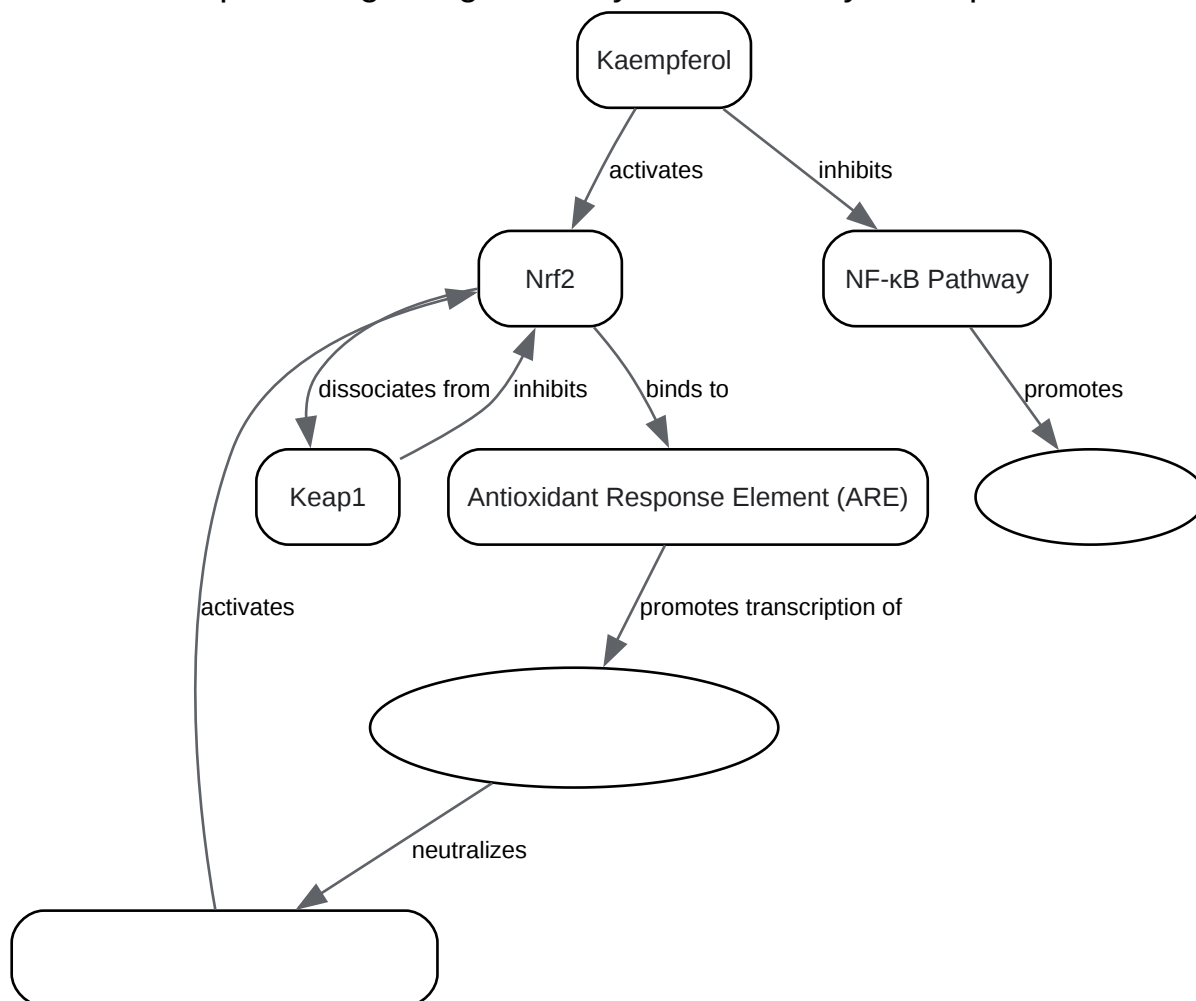 Kaempferol
activates
inhibits
Nrf2
NF-κB Pathway
dissociates from
inhibits
binds to
promotes
Keap1
Antioxidant Response Element (ARE)
activates
promotes transcription of
neutralizes